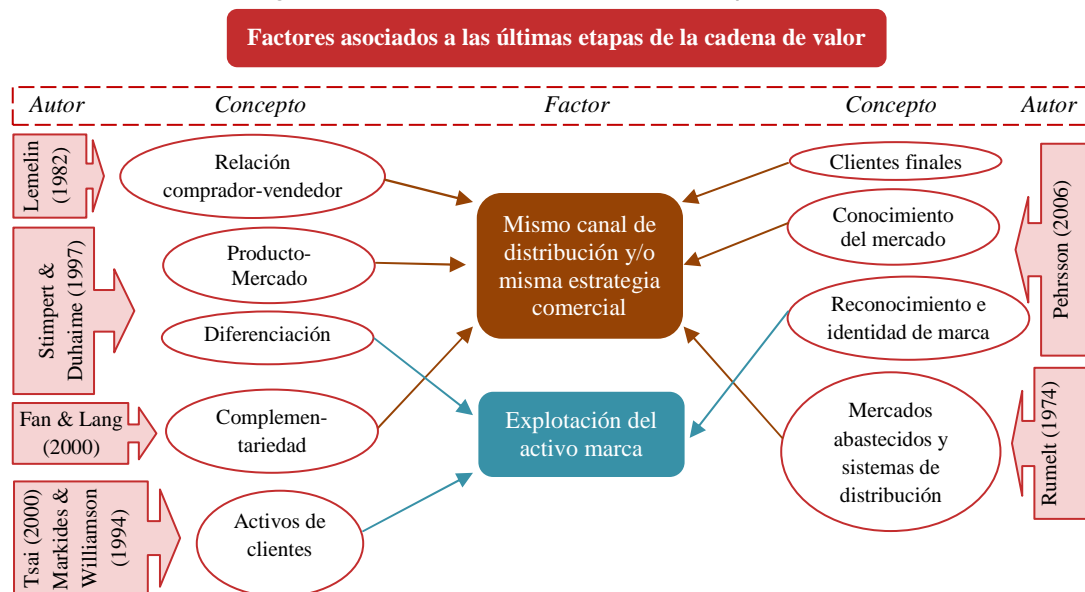 Factores asociados a las últimas etapas de la cadena de valor
Autor Concepto Factor Concepto Autor
Lemelin
(1982)
Relación
comprador-vendedor
Stimpert &
Duhaime (1997)
Producto-
Mercado
Diferenciación
Fan & Lang
(2000)
Complemen-
tariedad
Tsai (2000)
Markides &
Williamson
(1994)
Activos de
clientes
Mismo canal de
distribución y/o
misma estrategia
comercial
Explotación del
activo marca
Clientes finales
Conocimiento
del mercado
Reconocimiento e
identidad de marca
Pehrsson (2006)
Mercados
abastecidos y
sistemas de
distribución
Rumelt (1974)